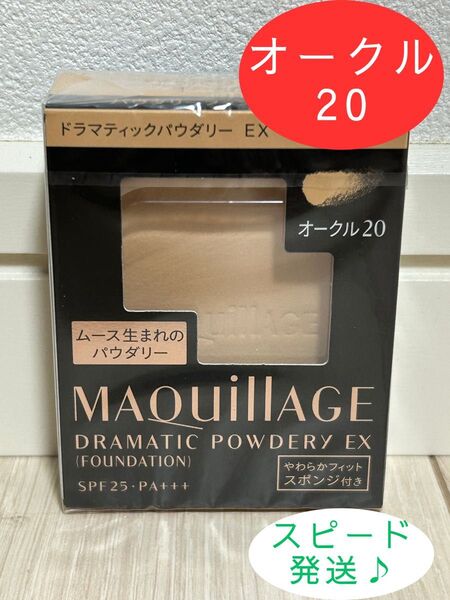 オークル
20
ドラマティックパウダリー EX
オークル20
quillAGE
ムース生まれの
パウダリー
MAQuillAGE
DRAMATIC POWDERY EX
(FOUNDATION)
SPF25・PA+++
やわらかフィット
スポンジ付き
スピード
発送♪